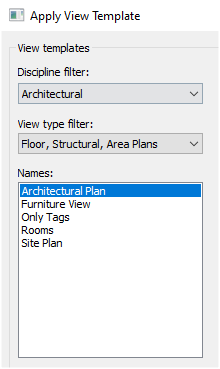 Apply View Template
View templates
Discipline filter:
Architectural
View type filter:
Floor, Structural, Area Plans
Names:
Architectural Plan
Furniture View
Only Tags
Rooms
Site Plan